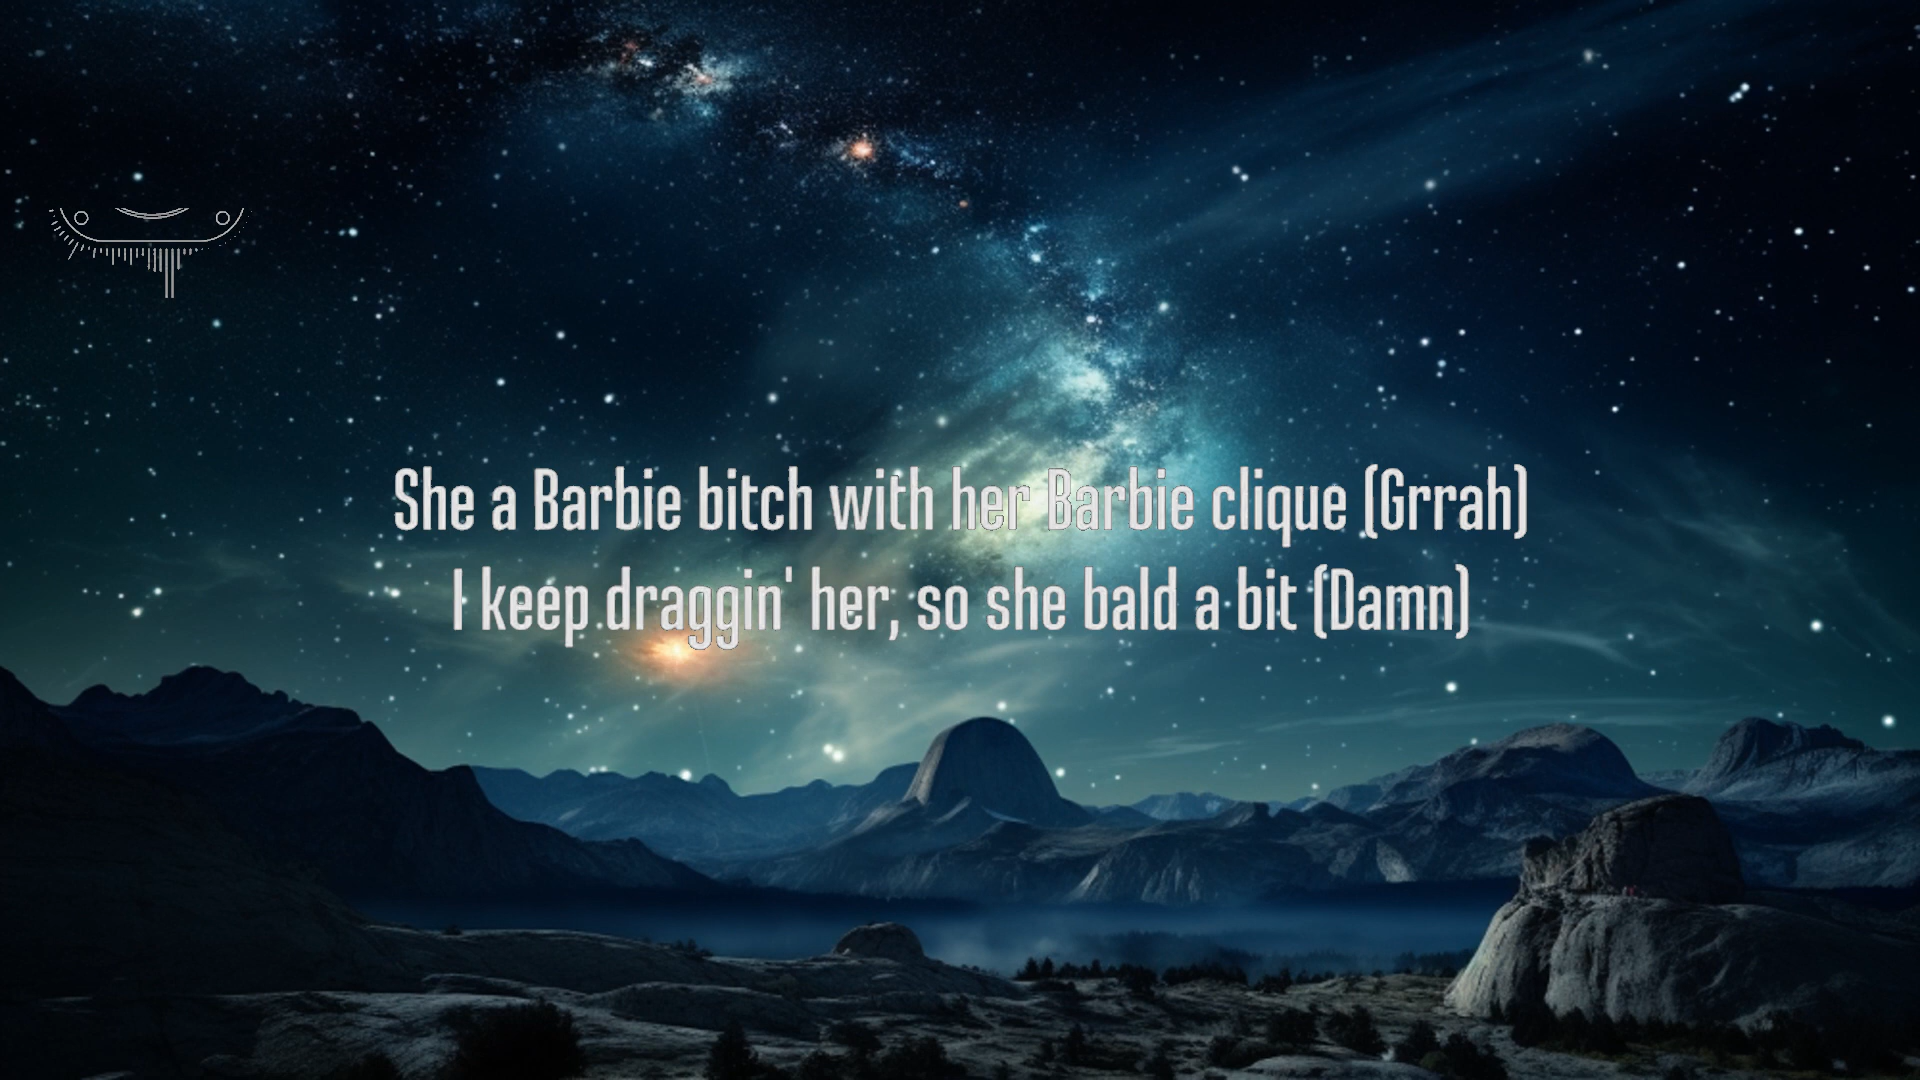 She a Barbie bitch with her Barbie clique (Grrah)
I keep draggin' her, so she bald a bit (Damn)